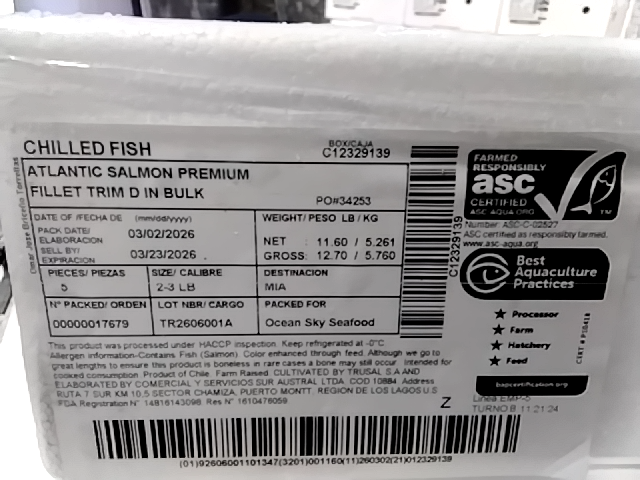 CHILLED FISH
BOX/CAJA
C12329139
ATLANTIC SALMON PREMIUM
FILLET TRIM D IN BULK
PO#34253
DATE OF /FECHA DE (mm/dd/yyyy)
PACK DATE/
ELABORACION 03/02/2026
SELL BY/
EXPIRACION 03/23/2026
WEIGHT/ PESO LB / KG
NET : 11.60 / 5.261
GROSS: 12.70 / 5.760
PIECES/ PIEZAS
5
SIZE/ CALIBRE
2-3 LB
DESTINACION
MIA
N° PACKED/ ORDEN
00000017679
LOT NBR/ CARGO
TR2606001A
PACKED FOR
Ocean Sky Seafood
This product was processed under HACCP inspection. Keep refrigerated at -0°C
Allergen information-Contains: Fish (Salmon). Color enhanced through feed. Although we go to
great lengths to ensure this product is boneless in rare cases a bone may still occur. Intended for
cooked consumption. Product of Chile. Farm Raised. CULTIVATED BY TRUSAL S.A AND
ELABORATED BY COMERCIAL Y SERVICIOS SUR AUSTRAL LTDA. COD 10884. Address
RUTA 7 SUR KM 10,5 SECTOR CHAMIZA, PUERTO MONTT, REGION DE LOS LAGOS U.S
FDA Registration N° 14816143098. Res N° 1610476059
Z
(01)92606001101347(3201)001160(11)260302(21)012329139
C12329139
FARMED
RESPONSIBLY
asc
CERTIFIED
ASC-AQUA.ORG
TM
Number: ASC-C-02527
ASC certified as responsibly farmed.
www.asc-aqua.org
Best
Aquaculture
Practices
★ Processor
★ Farm
★ Hatchery
★ Feed
bapcertification.org
Linea EMP-5
TURNO B 11:21:24